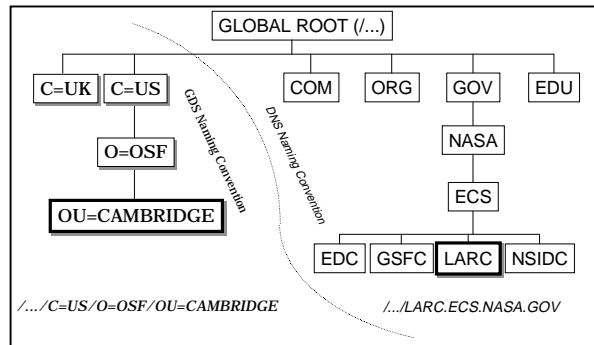 GLOBAL ROOT (/...)
C=UK
C=US
COM
ORG
GOV
EDU
GDS Naming Convention
DNS Naming Convention
O=OSF
NASA
OU=CAMBRIDGE
ECS
EDC
GSFC
LARC
NSIDC
/.../C=US/O=OSF/OU=CAMBRIDGE
/.../LARC.ECS.NASA.GOV